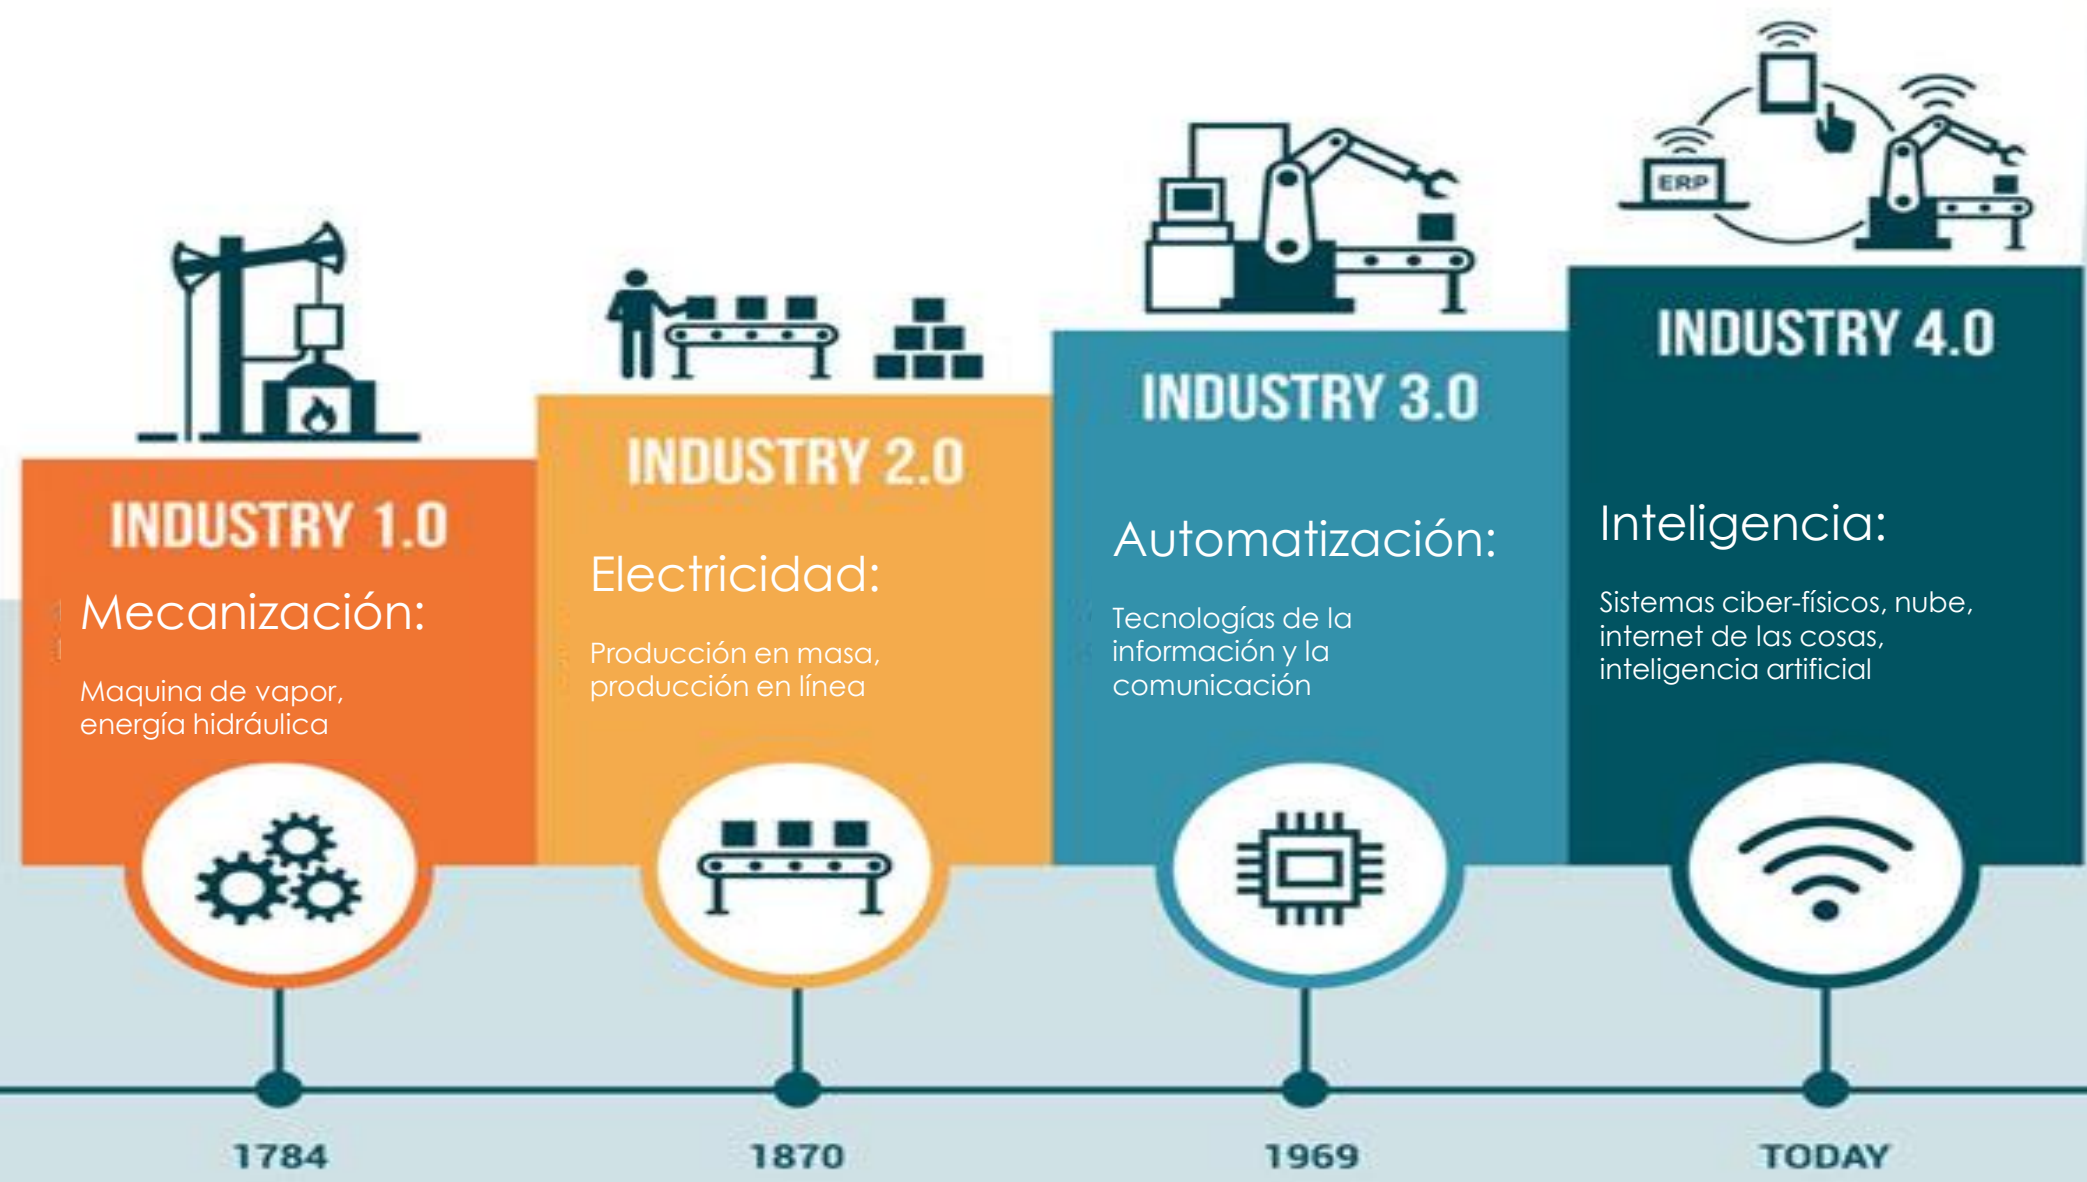 ERP
INDUSTRY 1.0
Mecanización:
Maquina de vapor,
energía hidráulica
1784
INDUSTRY 2.0
Electricidad:
Producción en masa,
producción en línea
1870
INDUSTRY 3.0
Automatización:
Tecnologías de la
información y la
comunicación
1969
INDUSTRY 4.0
Inteligencia:
Sistemas ciber-físicos, nube,
internet de las cosas,
inteligencia artificial
TODAY